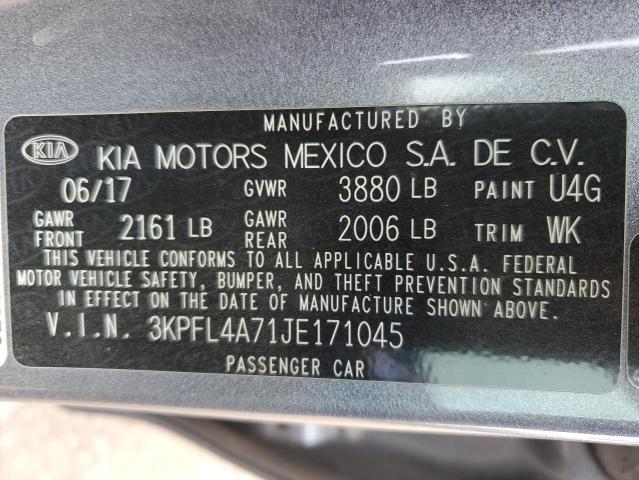 MANUFACTURED BY
KIA KIA MOTORS MEXICO S.A. DE C.V.
06/17 GVWR 3880 LB PAINT U4G
GAWR FRONT 2161 LB GAWR REAR 2006 LB TRIM WK
THIS VEHICLE CONFORMS TO ALL APPLICABLE U.S.A. FEDERAL
MOTOR VEHICLE SAFETY, BUMPER, AND THEFT PREVENTION STANDARDS
IN EFFECT ON THE DATE OF MANUFACTURE SHOWN ABOVE.
V.I.N. 3KPFL4A71JE171045
PASSENGER CAR